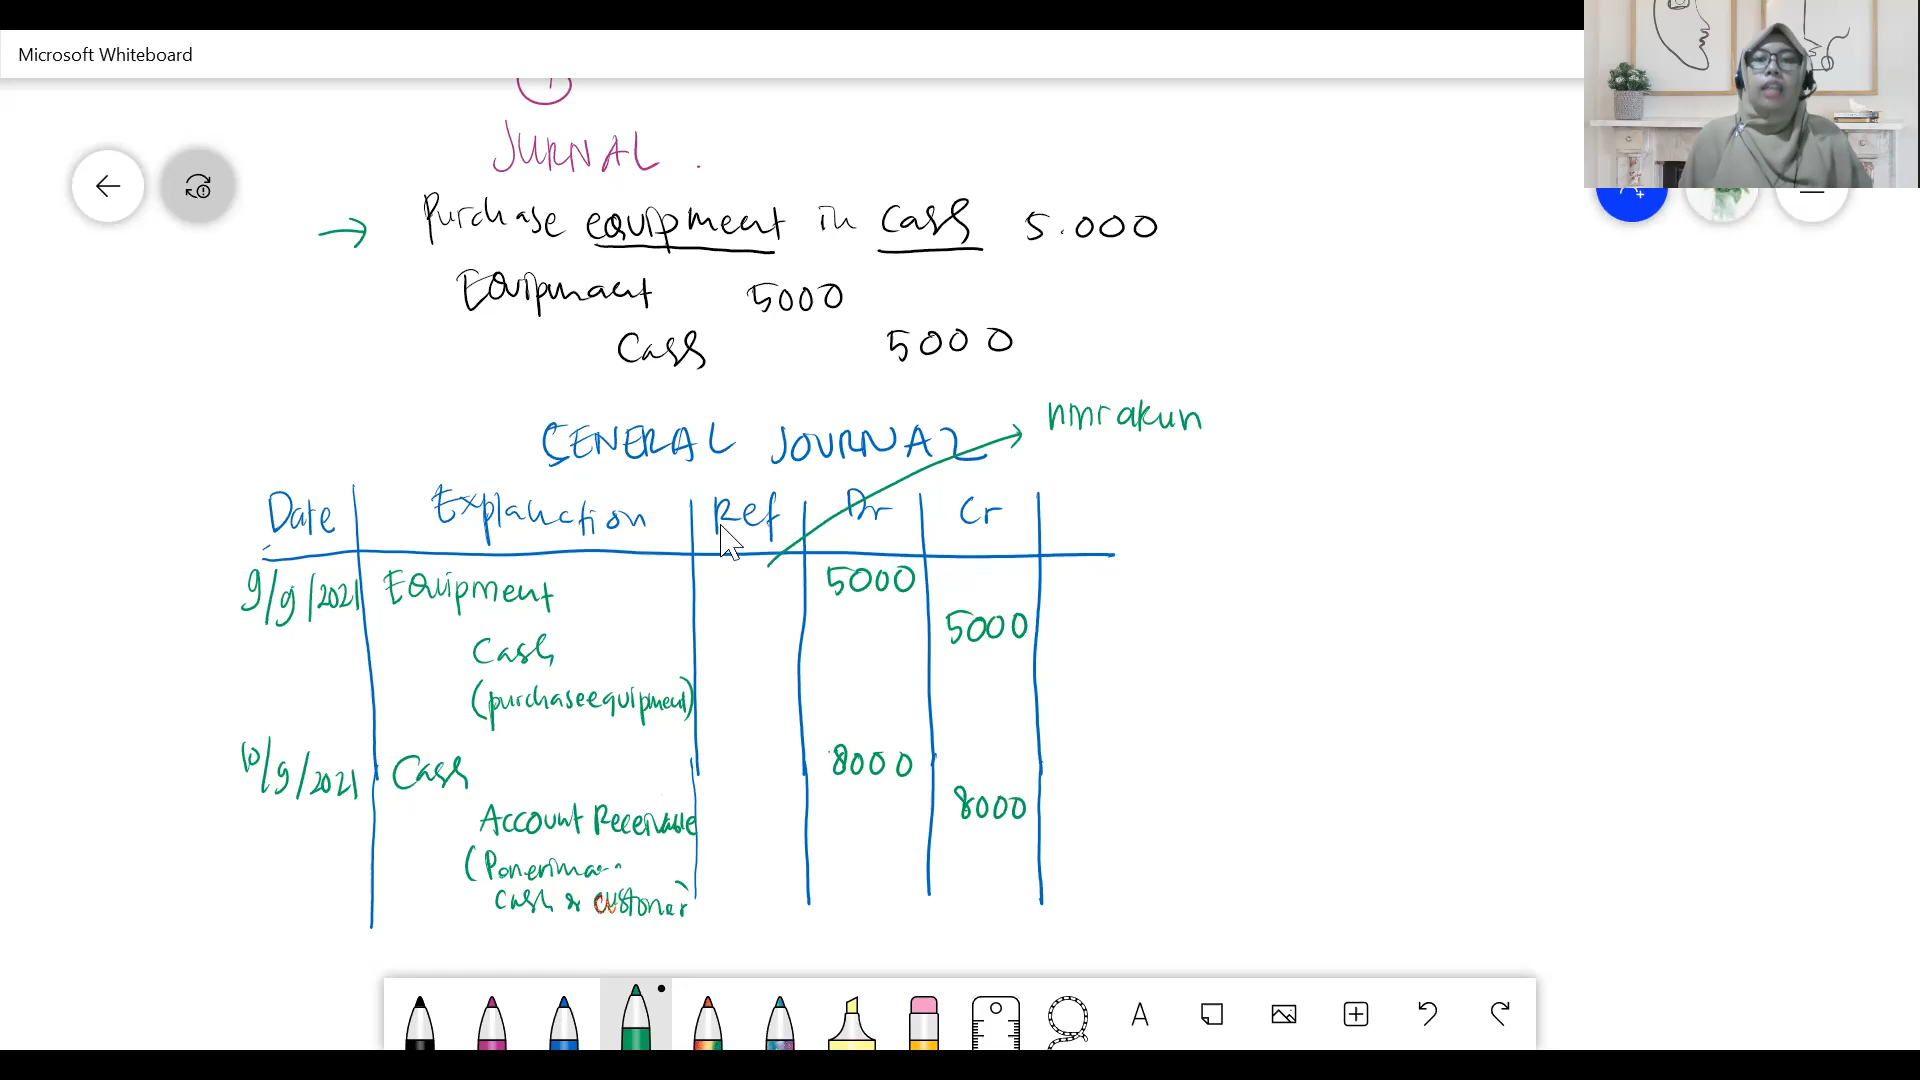 Microsoft Whiteboard
JURNAL .
→ Purchase equipment in cash 5.000
Equipment 5000
Cash 5000
GENERAL JOURNAL
nmr akun
Date Explanation Ref Dr Cr
9/9/2021 Equipment 5000
Cash 5000
(purchase equipment)
10/9/2021 Cash 8000
Account Receivable 8000
(Penerimaan
cash customer)